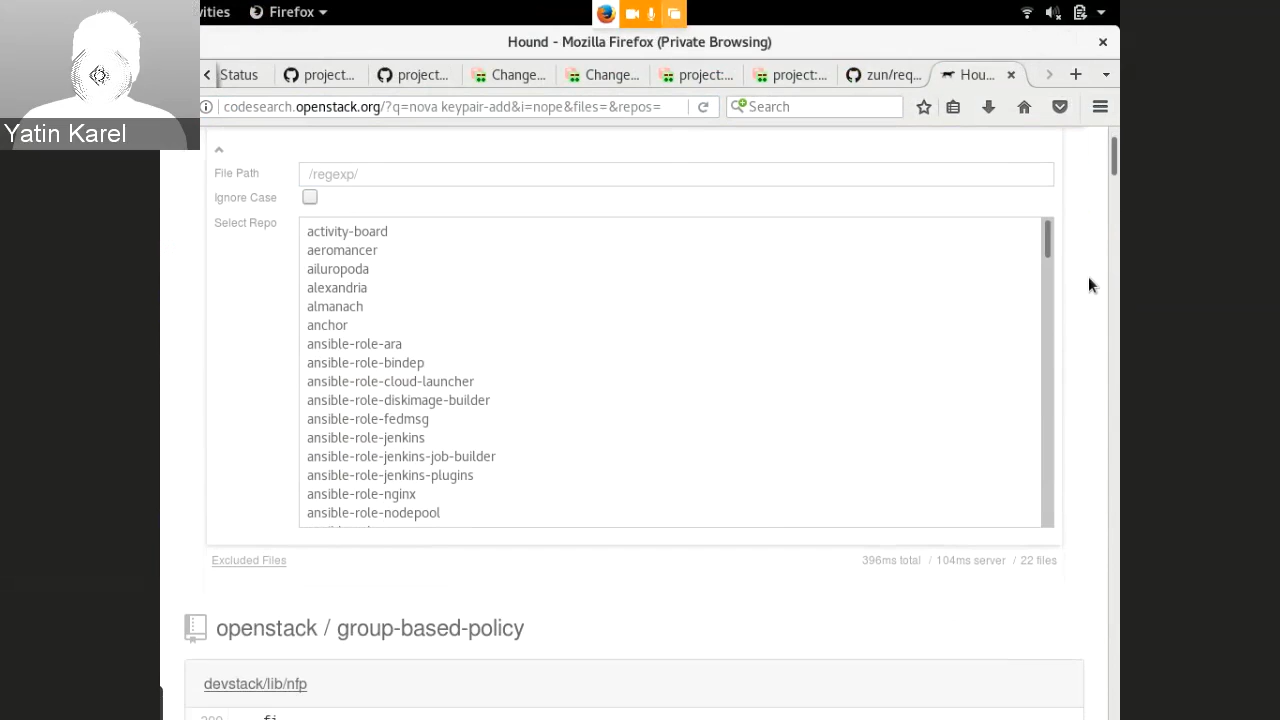 vities Firefox
Hound - Mozilla Firefox (Private Browsing)
Status project... project... Change... Change... project:... project:... zun/req... Hou...
codesearch.openstack.org/?q=nova keypair-add&i=nope&files=&repos= Search
Yatin Karel
File Path /regexp/
Ignore Case
Select Repo
activity-board
aeromancer
ailuropoda
alexandria
almanach
anchor
ansible-role-ara
ansible-role-bindep
ansible-role-cloud-launcher
ansible-role-diskimage-builder
ansible-role-fedmsg
ansible-role-jenkins
ansible-role-jenkins-job-builder
ansible-role-jenkins-plugins
ansible-role-nginx
ansible-role-nodepool
Excluded Files 396ms total / 104ms server / 22 files
openstack / group-based-policy
devstack/lib/nfp
fi